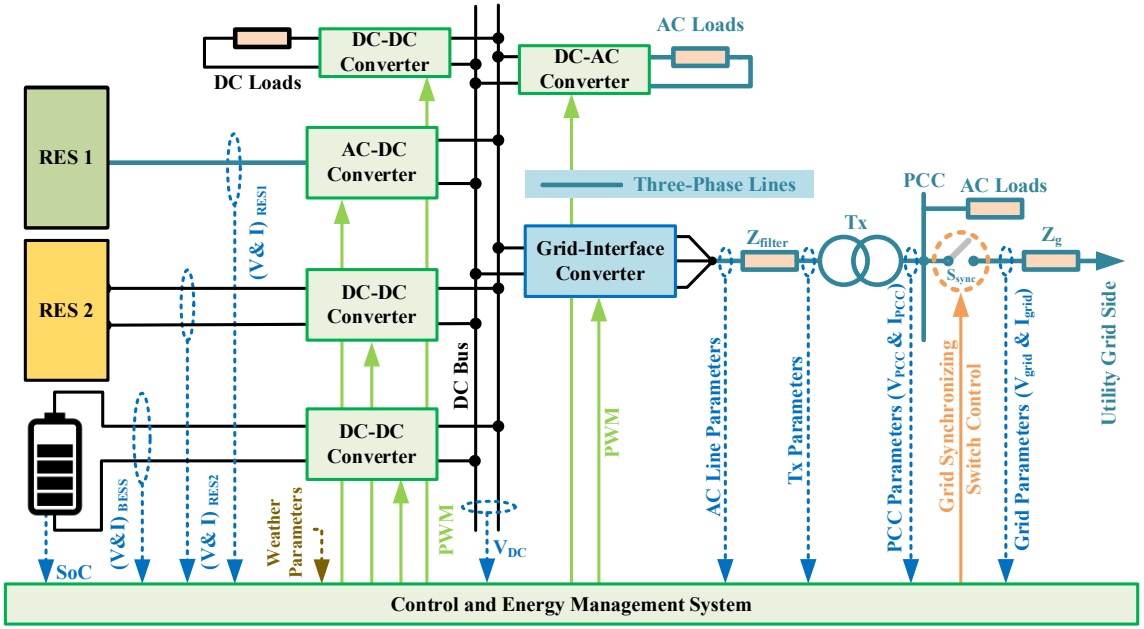 DC-DC
Converter
DC Loads
DC-AC
Converter
AC Loads
RES 1
(V& I) RES1
AC-DC
Converter
Three-Phase Lines
PCC
AC Loads
RES 2
(V& I) RES2
DC-DC
Converter
DC Bus
Grid-Interface
Converter
Zfilter
Tx
Ssync
Zg
Utility Grid Side
(V&I) BESS
DC-DC
Converter
SoC
Weather
Parameters
PWM
VDC
PWM
AC Line Parameters
Tx Parameters
PCC Parameters (VPCC & IPCC)
Grid Synchronizing
Switch Control
Grid Parameters (Vgrid & Igrid)
Control and Energy Management System